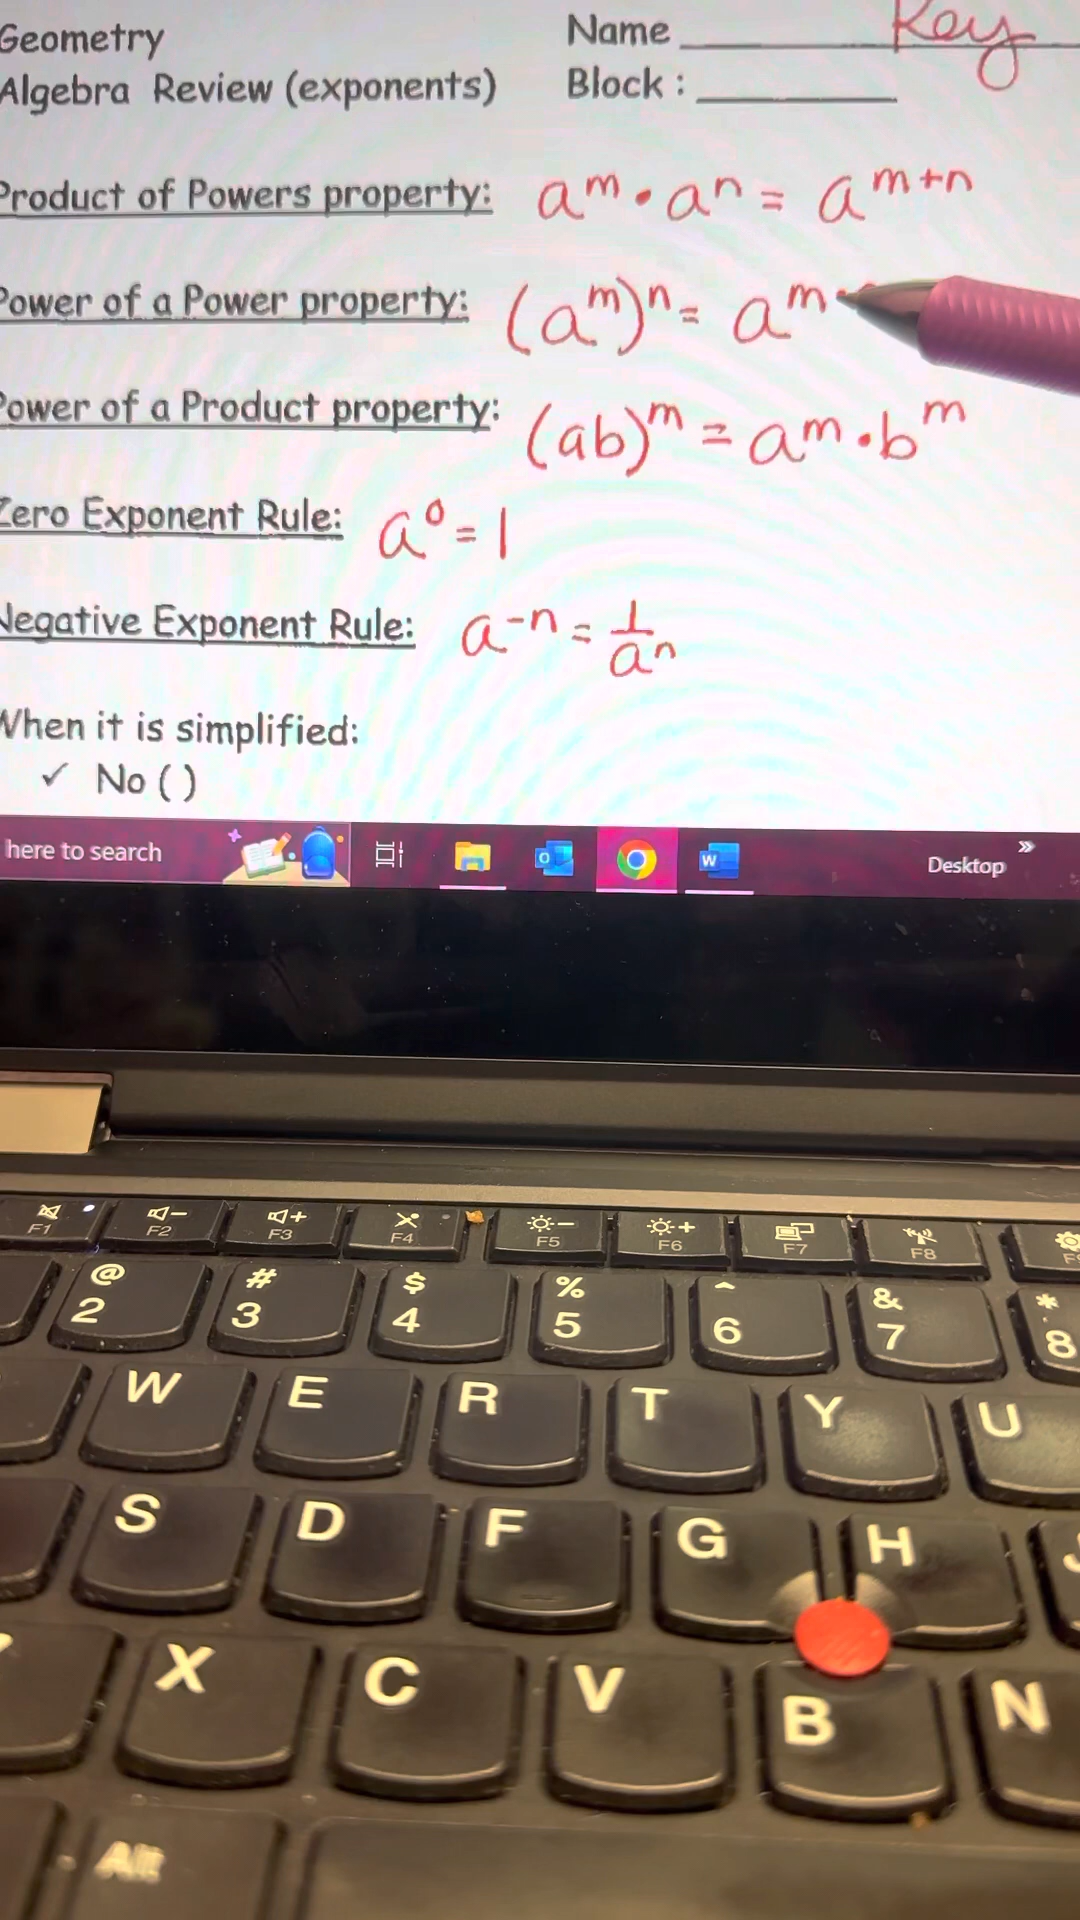 Geometry Name Key
Algebra Review (exponents) Block : ________
Product of Powers property: a^m • a^n = a^{m+n}
Power of a Power property: (a^m)^n = a^m
Power of a Product property: (ab)^m = a^m • b^m
Zero Exponent Rule: a^0 = 1
Negative Exponent Rule: a^{-n} = 1/a^n
When it is simplified:
✓ No ( )
here to search Desktop »
F1 F2 F3 F4 F5 F6 F7 F8
@ # $ % ^ & *
2 3 4 5 6 7 8
W E R T Y U
S D F G H
X C V B N
Alt